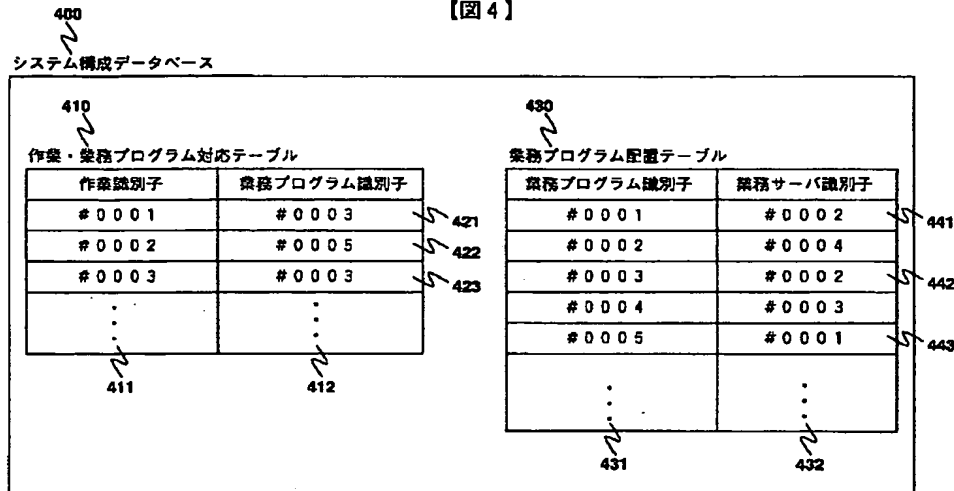 【図4】
400
システム構成データベース
410
作業・業務プログラム対応テーブル
作業識別子 業務プログラム識別子
#0001 #0003 421
#0002 #0005 422
#0003 #0003 423
411 412
430
業務プログラム配置テーブル
業務プログラム識別子 業務サーバ識別子
#0001 #0002 441
#0002 #0004
#0003 #0002 442
#0004 #0003
#0005 #0001 443
431 432